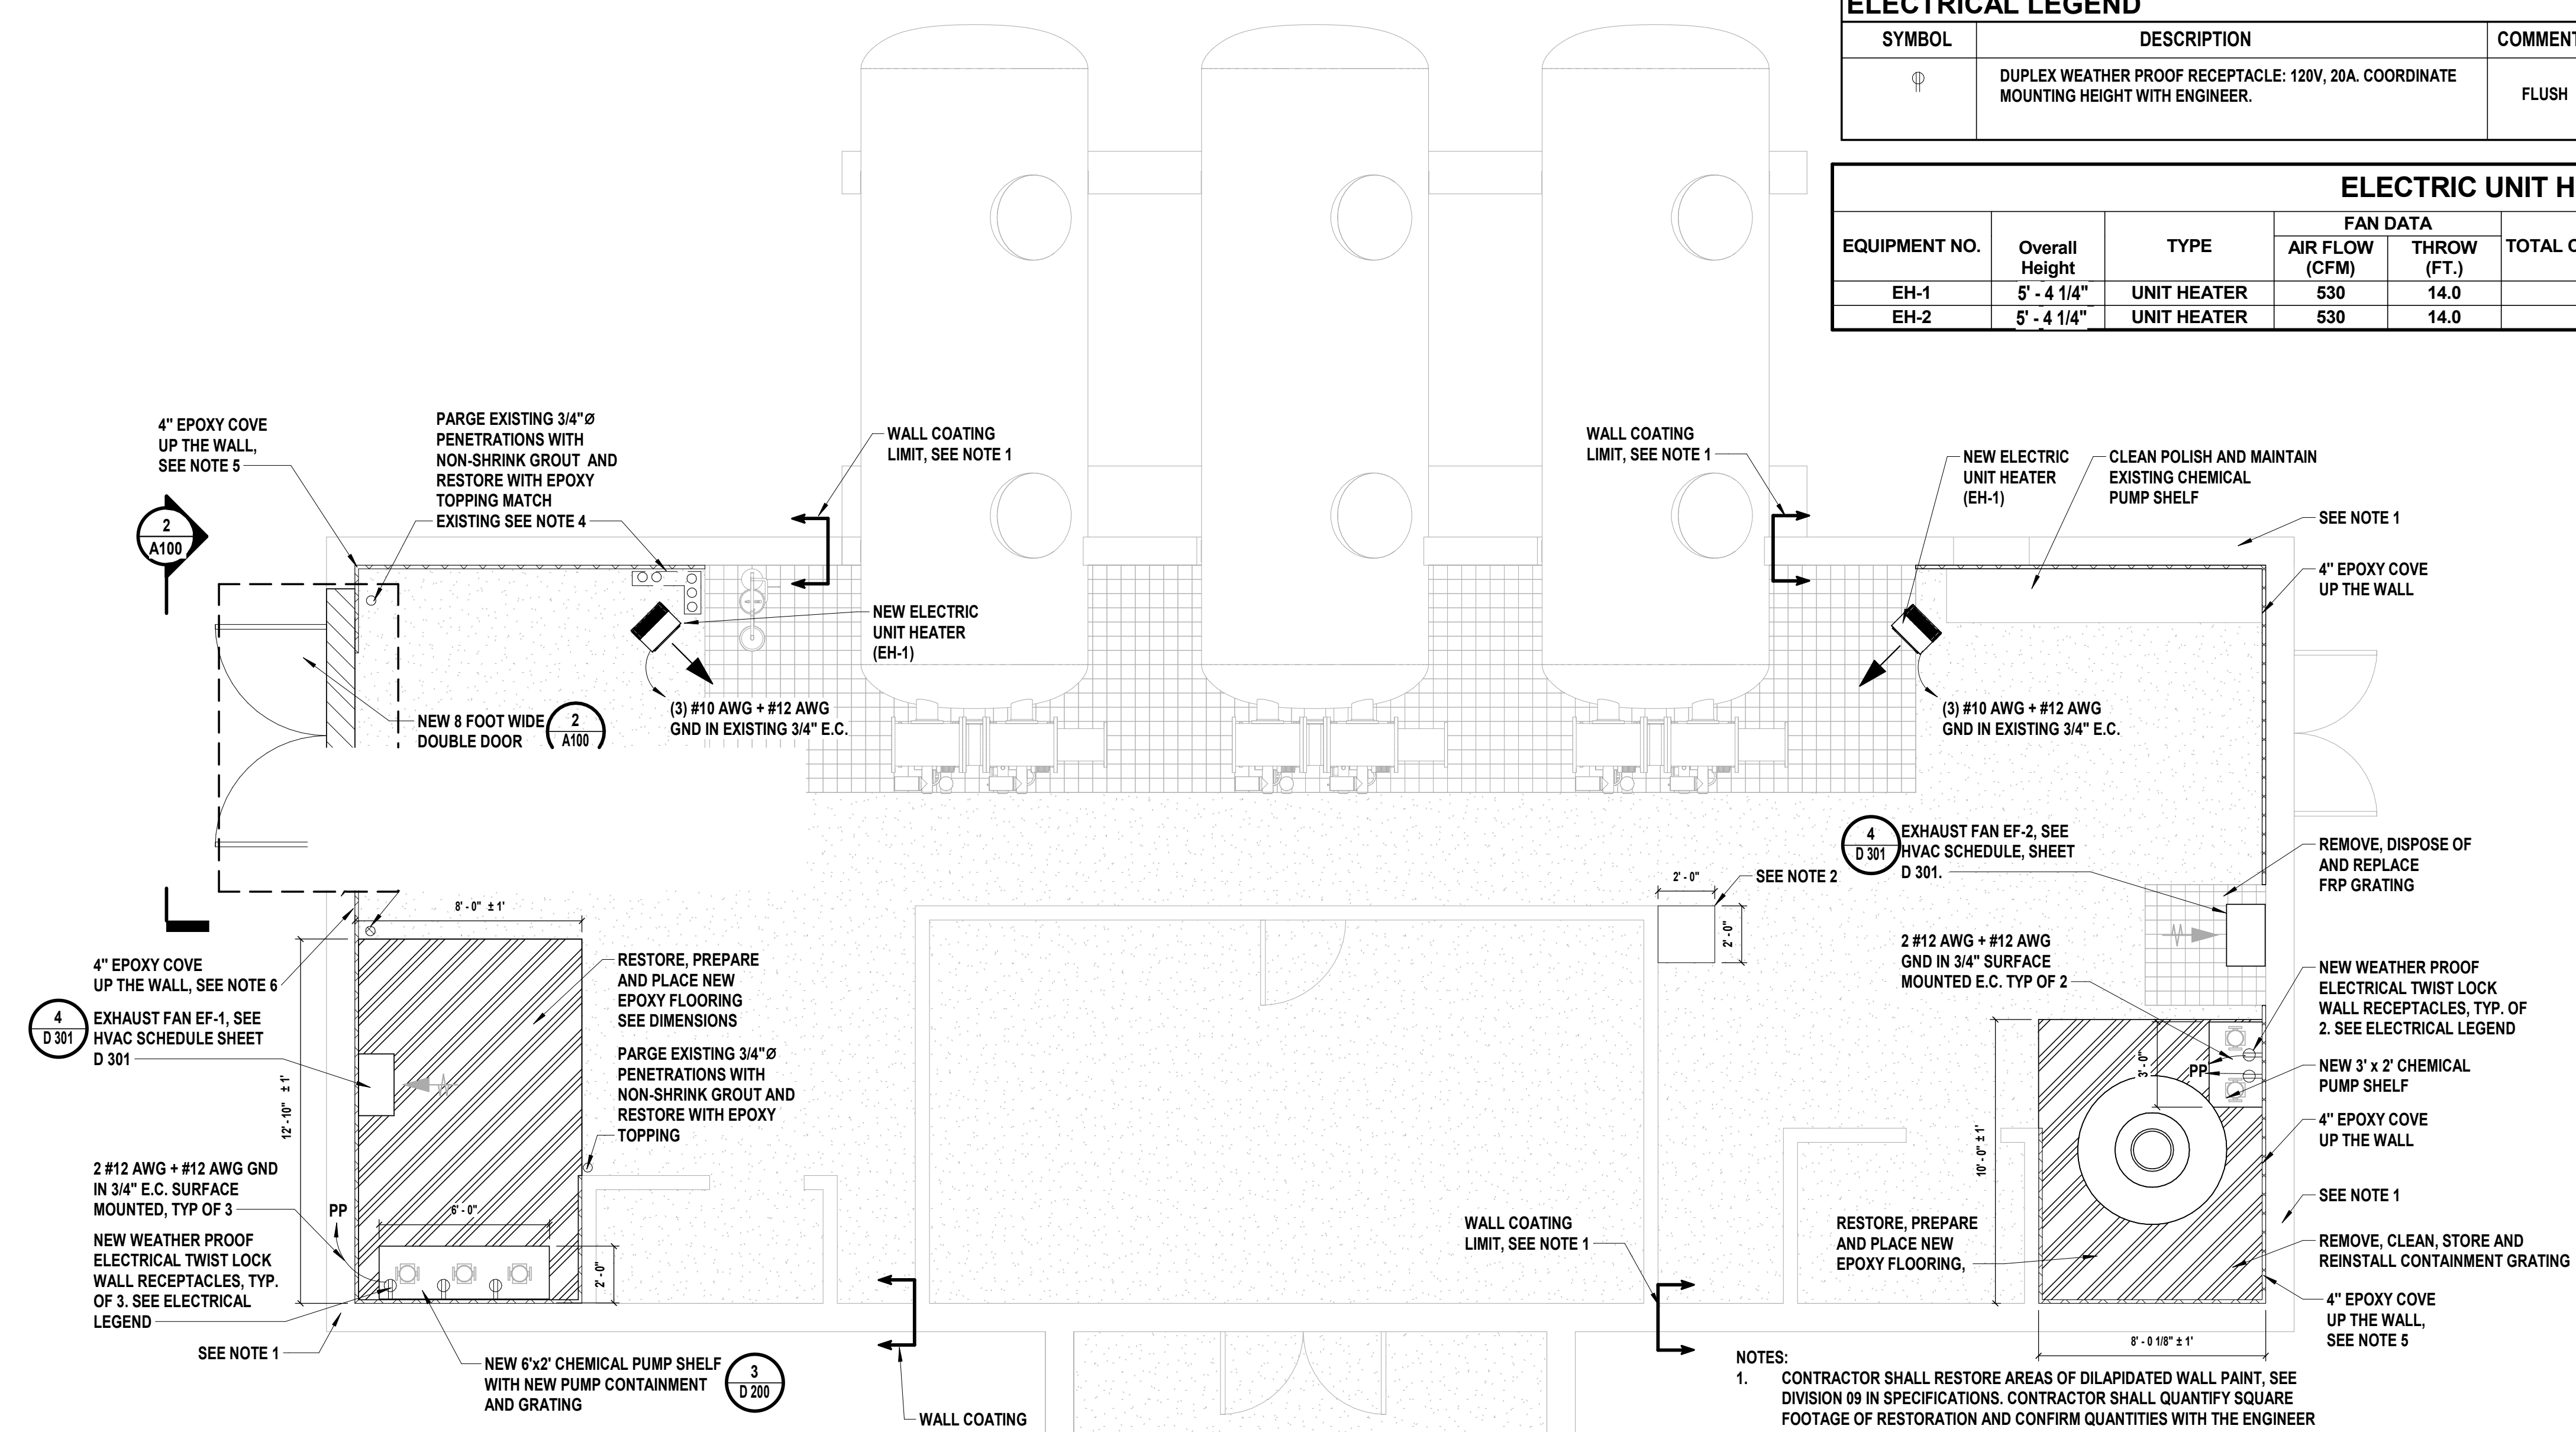 ELECTRICAL LEGEND
SYMBOL DESCRIPTION COMMENT
DUPLEX WEATHER PROOF RECEPTACLE: 120V, 20A. COORDINATE
MOUNTING HEIGHT WITH ENGINEER.
FLUSH
ELECTRIC UNIT H
EQUIPMENT NO. Overall Height TYPE FAN DATA
AIR FLOW (CFM) THROW (FT.) TOTAL
EH-1 5' - 4 1/4" UNIT HEATER 530 14.0
EH-2 5' - 4 1/4" UNIT HEATER 530 14.0
4" EPOXY COVE
UP THE WALL,
SEE NOTE 5
PARGE EXISTING 3/4"Ø
PENETRATIONS WITH
NON-SHRINK GROUT AND
RESTORE WITH EPOXY
TOPPING MATCH
EXISTING SEE NOTE 4
WALL COATING
LIMIT, SEE NOTE 1
WALL COATING
LIMIT, SEE NOTE 1
NEW ELECTRIC
UNIT HEATER
(EH-1)
CLEAN POLISH AND MAINTAIN
EXISTING CHEMICAL
PUMP SHELF
SEE NOTE 1
2
A100
4" EPOXY COVE
UP THE WALL
NEW ELECTRIC
UNIT HEATER
(EH-1)
(3) #10 AWG + #12 AWG
GND IN EXISTING 3/4" E.C.
(3) #10 AWG + #12 AWG
GND IN EXISTING 3/4" E.C.
NEW 8 FOOT WIDE
DOUBLE DOOR
2
A100
4
D 301
EXHAUST FAN EF-2, SEE
HVAC SCHEDULE, SHEET
D 301.
REMOVE, DISPOSE OF
AND REPLACE
FRP GRATING
2' - 0"
SEE NOTE 2
2' - 0"
8' - 0" ± 1'
4" EPOXY COVE
UP THE WALL, SEE NOTE 6
4
D 301
EXHAUST FAN EF-1, SEE
HVAC SCHEDULE SHEET
D 301
12' - 10" ± 1'
RESTORE, PREPARE
AND PLACE NEW
EPOXY FLOORING
SEE DIMENSIONS
PARGE EXISTING 3/4"Ø
PENETRATIONS WITH
NON-SHRINK GROUT AND
RESTORE WITH EPOXY
TOPPING
2 #12 AWG + #12 AWG
GND IN 3/4" SURFACE
MOUNTED E.C. TYP OF 2
NEW WEATHER PROOF
ELECTRICAL TWIST LOCK
WALL RECEPTACLES, TYP. OF
2. SEE ELECTRICAL LEGEND
3' - 0"
PP
NEW 3' x 2' CHEMICAL
PUMP SHELF
4" EPOXY COVE
UP THE WALL
10' - 0" ± 1'
SEE NOTE 1
2 #12 AWG + #12 AWG GND
IN 3/4" E.C. SURFACE
MOUNTED, TYP OF 3
PP
6' - 0"
2' - 0"
NEW WEATHER PROOF
ELECTRICAL TWIST LOCK
WALL RECEPTACLES, TYP.
OF 3. SEE ELECTRICAL
LEGEND
SEE NOTE 1
NEW 6'x2' CHEMICAL PUMP SHELF
WITH NEW PUMP CONTAINMENT
AND GRATING
3
D 200
WALL COATING
WALL COATING
LIMIT, SEE NOTE 1
RESTORE, PREPARE
AND PLACE NEW
EPOXY FLOORING,
REMOVE, CLEAN, STORE AND
REINSTALL CONTAINMENT GRATING
4" EPOXY COVE
UP THE WALL,
SEE NOTE 5
8' - 0 1/8" ± 1'
NOTES:
1. CONTRACTOR SHALL RESTORE AREAS OF DILAPIDATED WALL PAINT, SEE
DIVISION 09 IN SPECIFICATIONS. CONTRACTOR SHALL QUANTIFY SQUARE
FOOTAGE OF RESTORATION AND CONFIRM QUANTITIES WITH THE ENGINEER